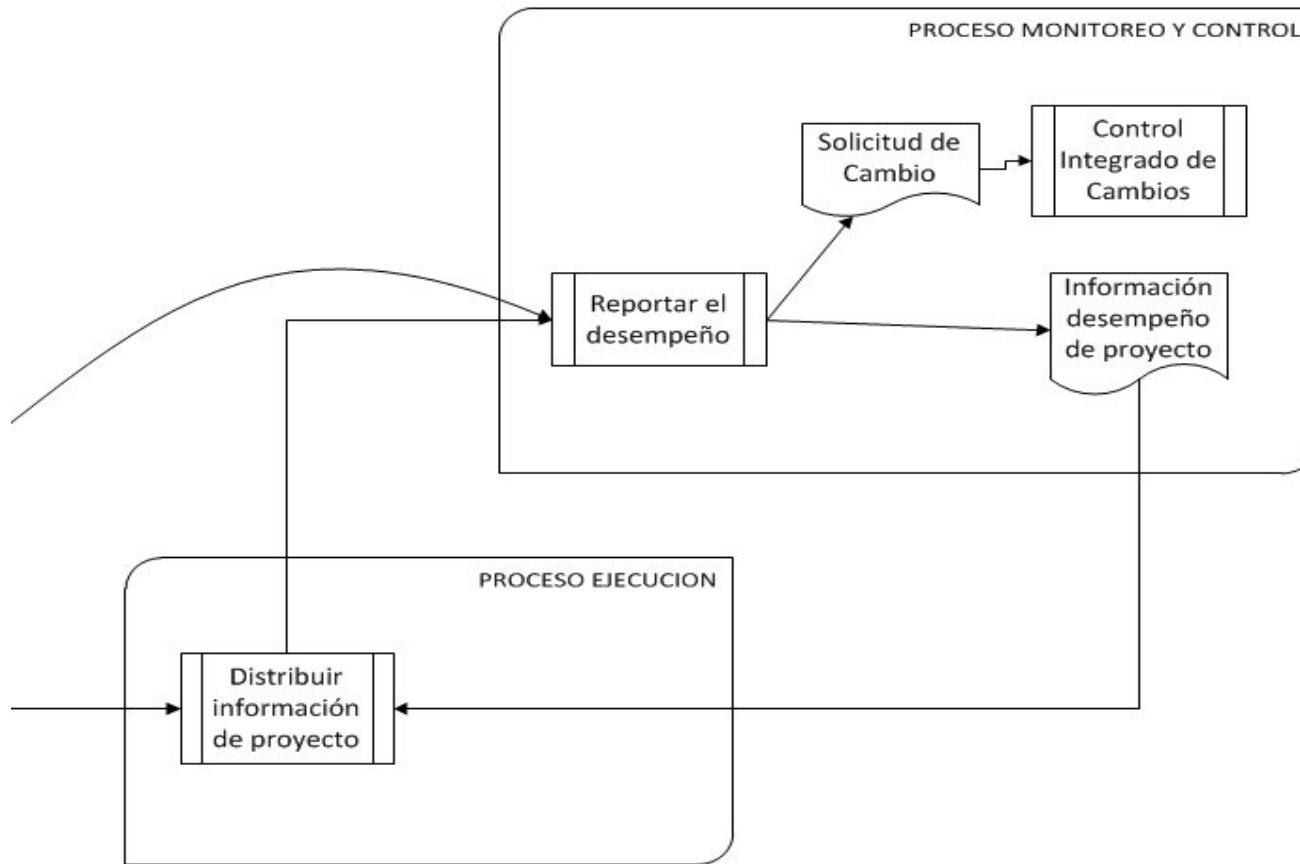 PROCESO MONITOREO Y CONTROL
Solicitud de
Cambio
Control
Integrado de
Cambios
Reportar el
desempeño
Información
desempeño
de proyecto
PROCESO EJECUCION
Distribuir
información
de proyecto